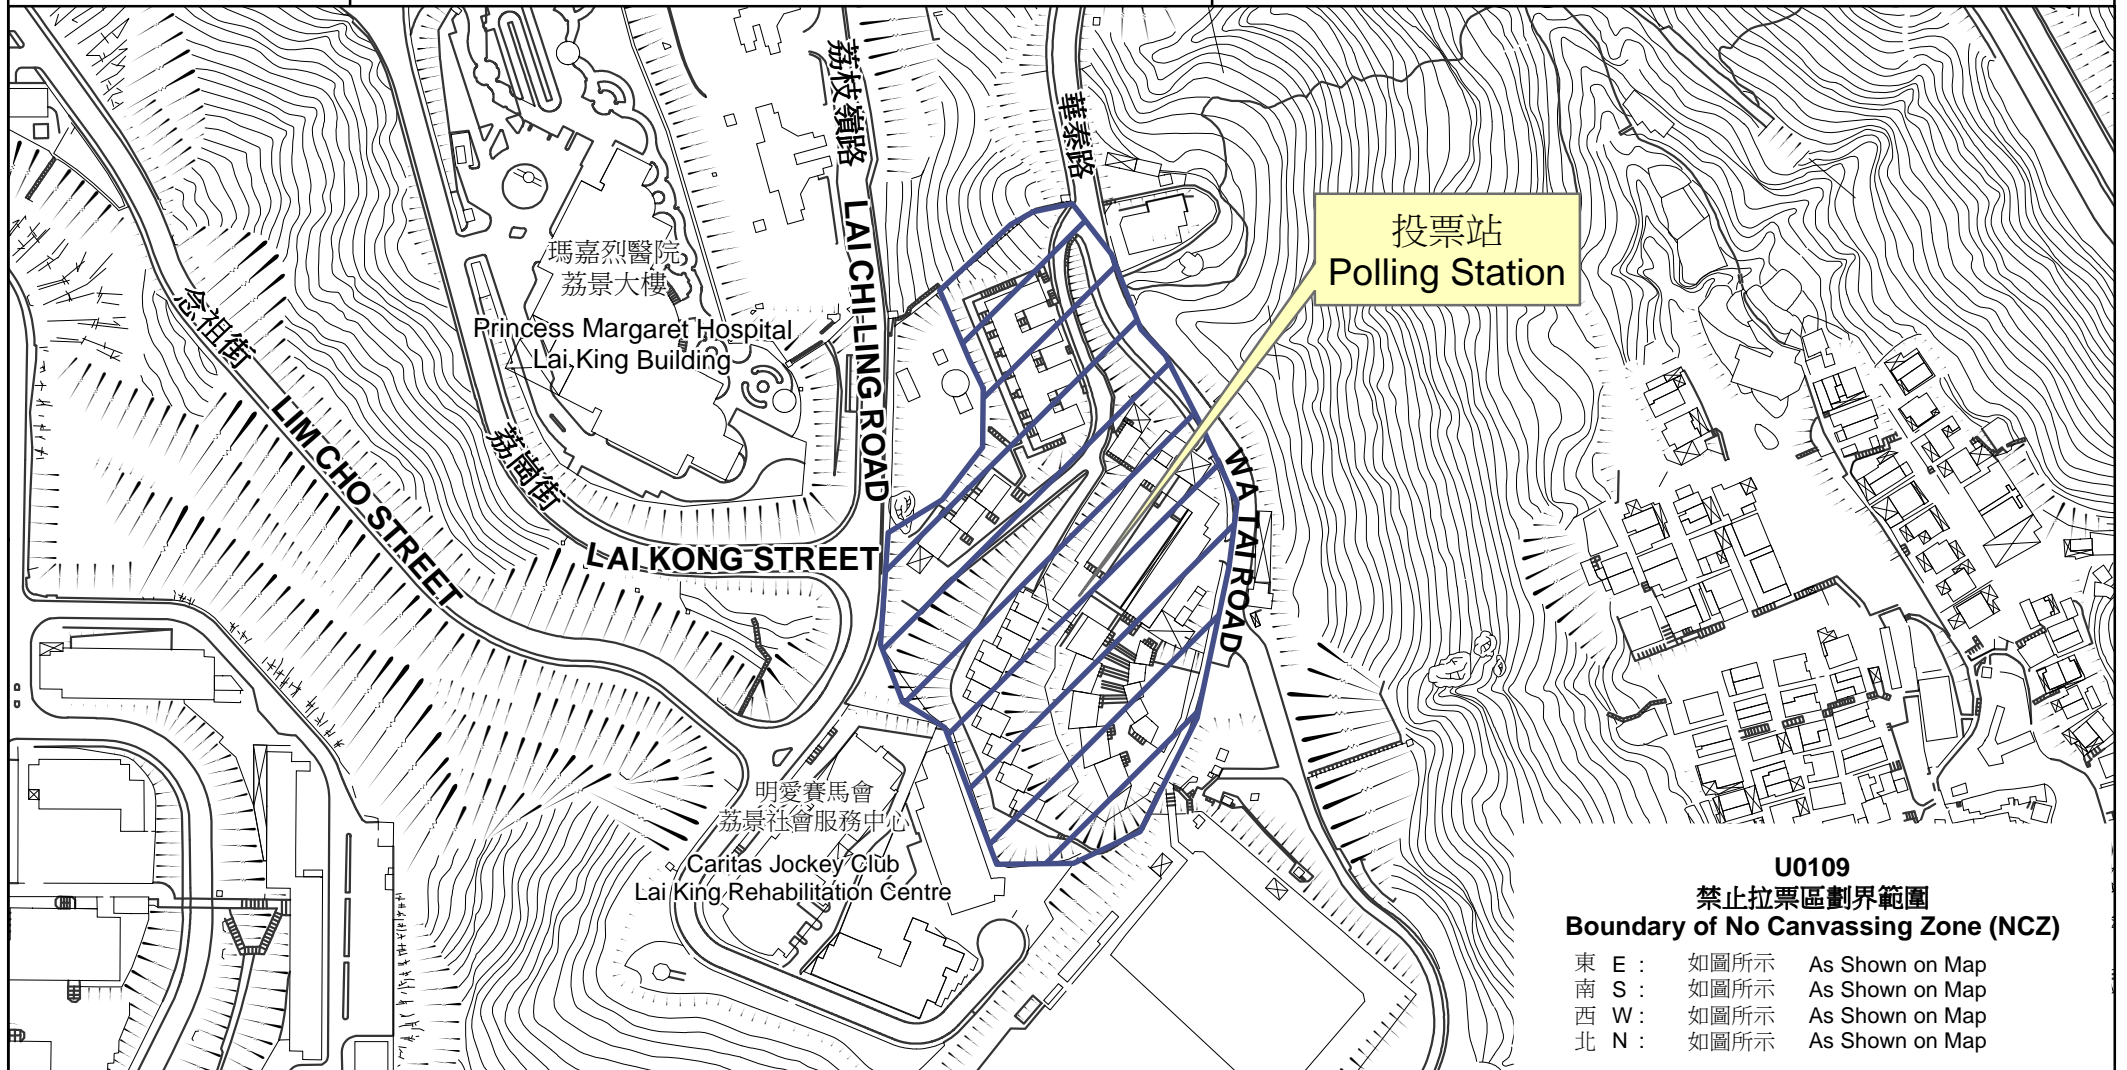 荔枝嶺路 LAI CHI LING ROAD
華泰路
投票站
Polling Station
瑪嘉烈醫院
荔景大樓
Princess Margaret Hospital
Lai King Building
念祖街 LIM CHO STREET
荔崗街
LAI KONG STREET
WA TAI ROAD
明愛賽馬會
荔景社會服務中心
Caritas Jockey Club
Lai King Rehabilitation Centre
U0109
禁止拉票區劃界範圍
Boundary of No Canvassing Zone (NCZ)
東 E : 如圖所示 As Shown on Map
南 S : 如圖所示 As Shown on Map
西 W : 如圖所示 As Shown on Map
北 N : 如圖所示 As Shown on Map